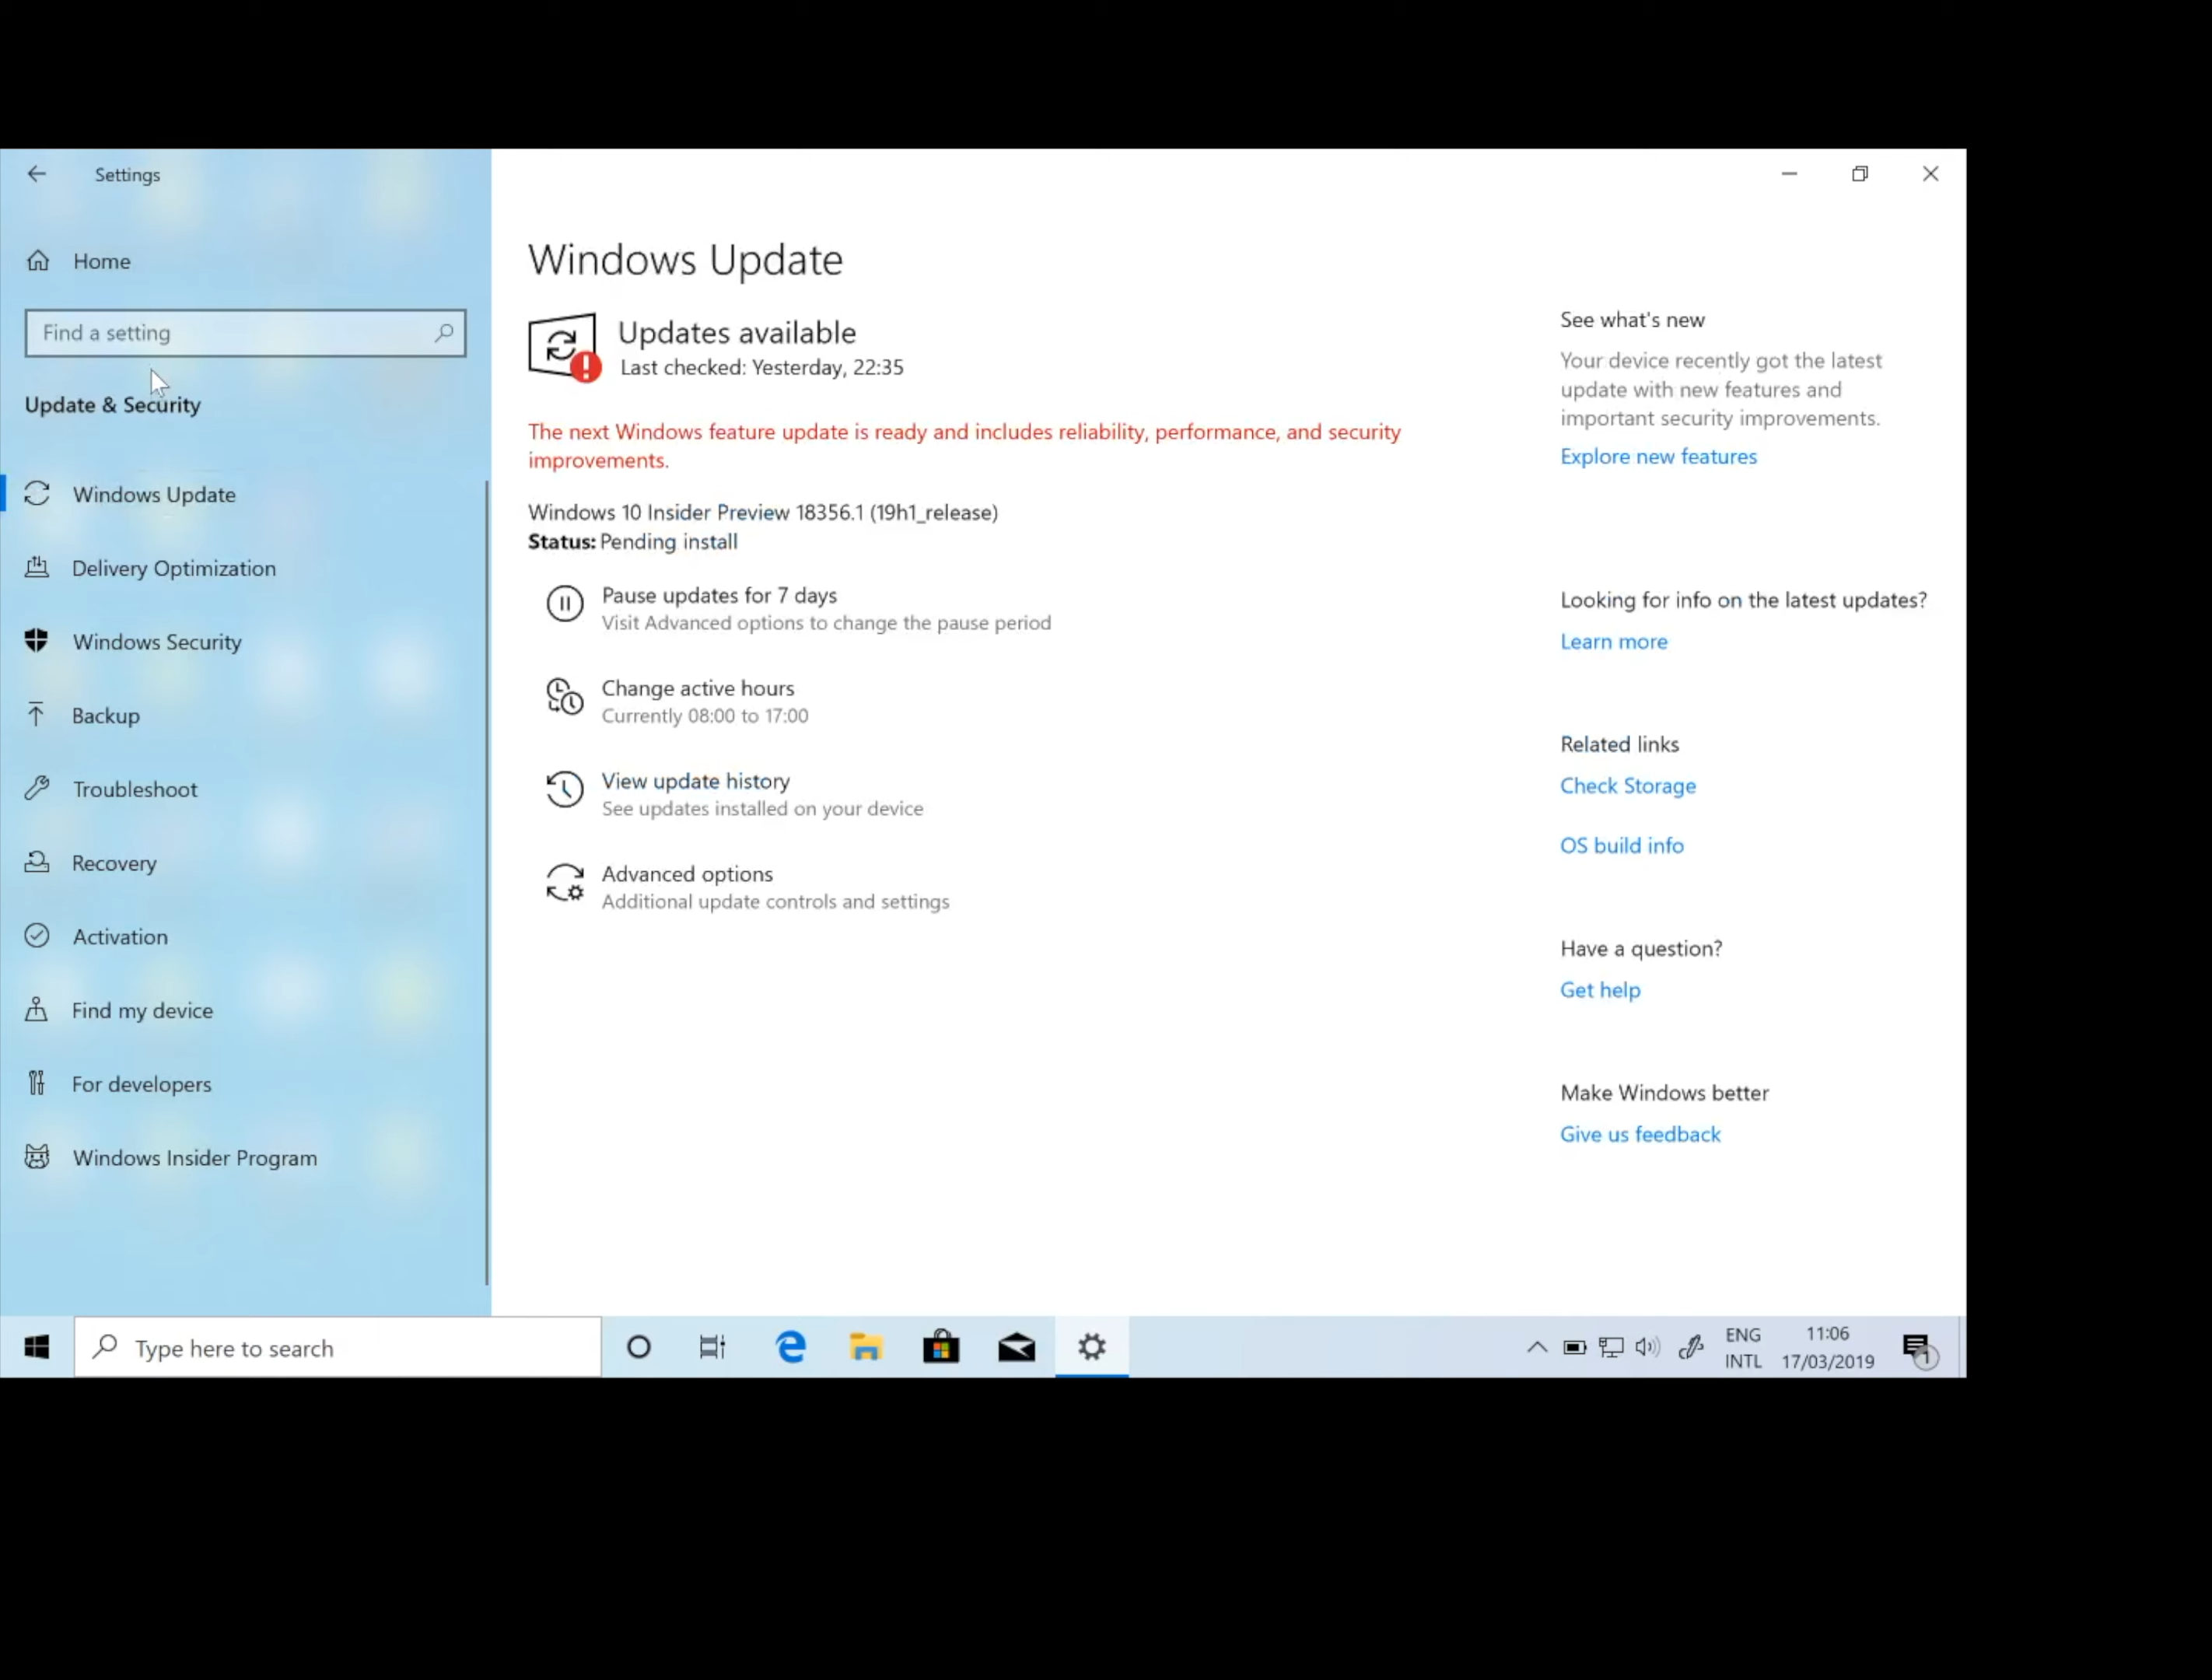 Settings
Home
Find a setting
Update & Security
Windows Update
Delivery Optimization
Windows Security
Backup
Troubleshoot
Recovery
Activation
Find my device
For developers
Windows Insider Program
Windows Update
Updates available
Last checked: Yesterday, 22:35
The next Windows feature update is ready and includes reliability, performance, and security
improvements.
Windows 10 Insider Preview 18356.1 (19h1_release)
Status: Pending install
Pause updates for 7 days
Visit Advanced options to change the pause period
Change active hours
Currently 08:00 to 17:00
View update history
See updates installed on your device
Advanced options
Additional update controls and settings
See what's new
Your device recently got the latest
update with new features and
important security improvements.
Explore new features
Looking for info on the latest updates?
Learn more
Related links
Check Storage
OS build info
Have a question?
Get help
Make Windows better
Give us feedback
Type here to search
ENG
INTL
11:06
17/03/2019
1